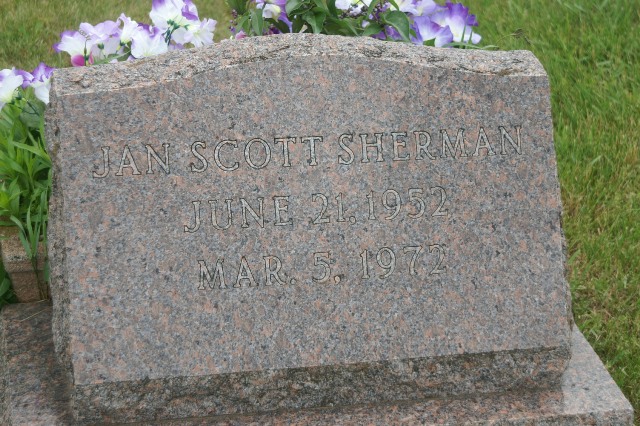 JAN SCOTT SHERMAN
JUNE 21, 1952
MAR. 5, 1972